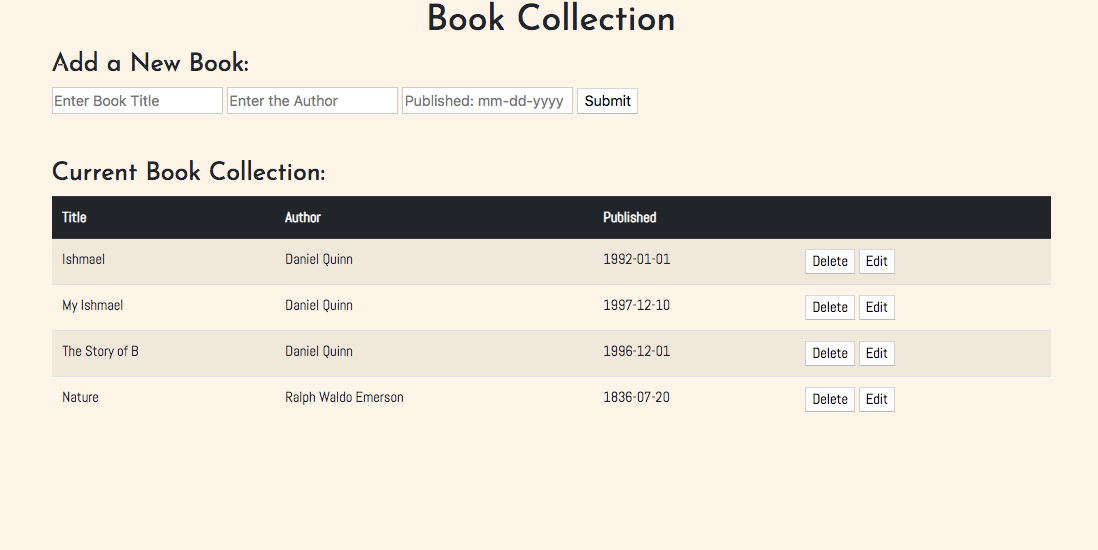 Book Collection
Add a New Book:
Enter Book Title Enter the Author Published: mm-dd-yyyy Submit
Current Book Collection:
Title Author Published
Ishmael Daniel Quinn 1992-01-01 Delete Edit
My Ishmael Daniel Quinn 1997-12-10 Delete Edit
The Story of B Daniel Quinn 1996-12-01 Delete Edit
Nature Ralph Waldo Emerson 1836-07-20 Delete Edit